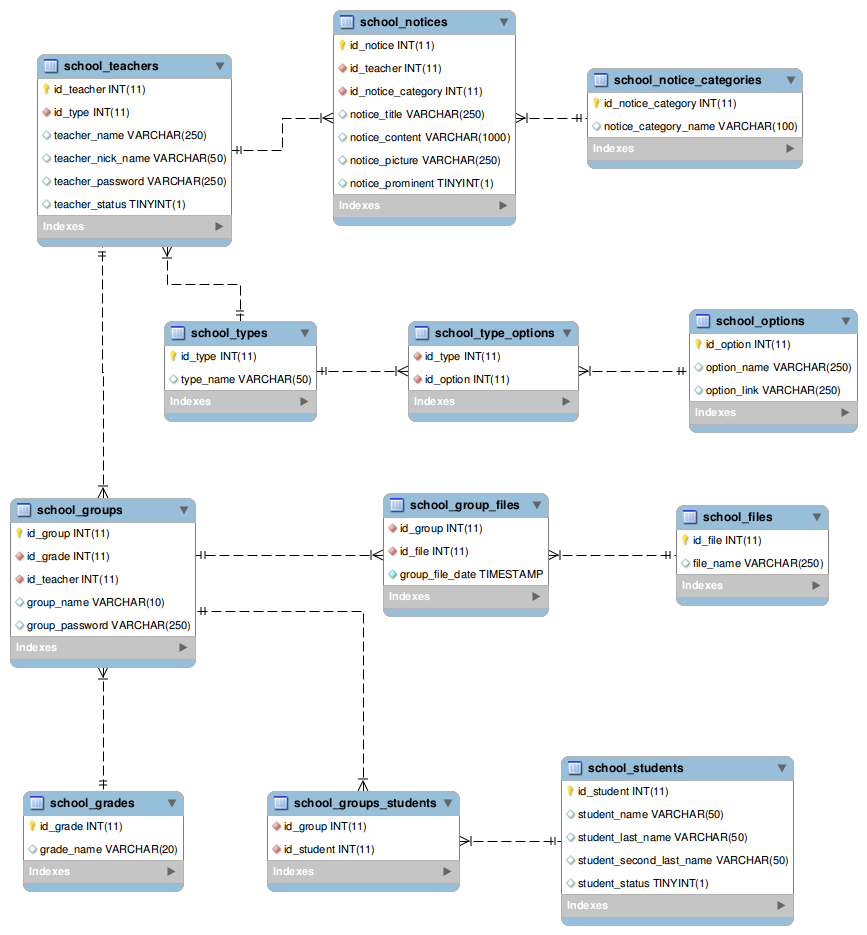 school_notices
id_notice INT(11)
id_teacher INT(11)
id_notice_category INT(11)
notice_title VARCHAR(250)
notice_content VARCHAR(1000)
notice_picture VARCHAR(250)
notice_prominent TINYINT(1)
Indexes
school_teachers
id_teacher INT(11)
id_type INT(11)
teacher_name VARCHAR(250)
teacher_nick_name VARCHAR(50)
teacher_password VARCHAR(250)
teacher_status TINYINT(1)
Indexes
school_notice_categories
id_notice_category INT(11)
notice_category_name VARCHAR(100)
Indexes
school_types
id_type INT(11)
type_name VARCHAR(50)
Indexes
school_type_options
id_type INT(11)
id_option INT(11)
Indexes
school_options
id_option INT(11)
option_name VARCHAR(250)
option_link VARCHAR(250)
Indexes
school_groups
id_group INT(11)
id_grade INT(11)
id_teacher INT(11)
group_name VARCHAR(10)
group_password VARCHAR(250)
Indexes
school_group_files
id_group INT(11)
id_file INT(11)
group_file_date TIMESTAMP
Indexes
school_files
id_file INT(11)
file_name VARCHAR(250)
Indexes
school_grades
id_grade INT(11)
grade_name VARCHAR(20)
Indexes
school_groups_students
id_group INT(11)
id_student INT(11)
Indexes
school_students
id_student INT(11)
student_name VARCHAR(50)
student_last_name VARCHAR(50)
student_second_last_name VARCHAR(50)
student_status TINYINT(1)
Indexes